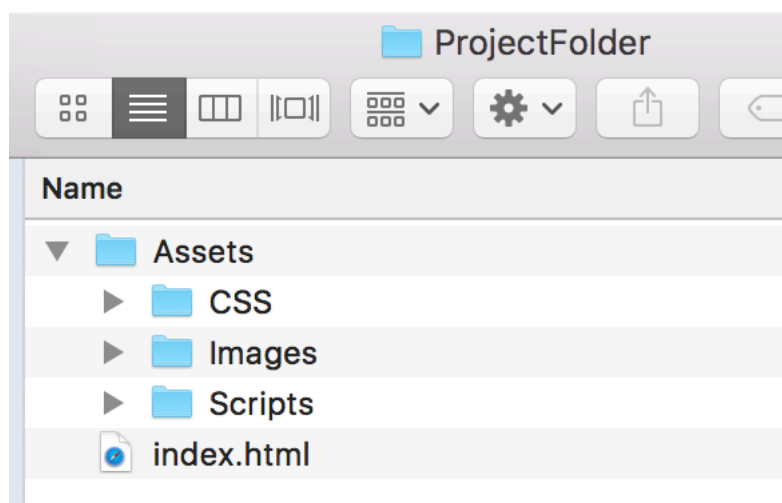 ProjectFolder
Name
Assets
CSS
Images
Scripts
index.html